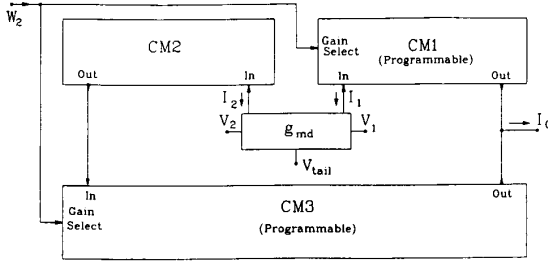 W2
CM2
Out
In
Gain
Select
CM1
(Programmable)
In
Out
I2
I1
V2
gmd
V1
Vtail
Io
In
Gain
Select
CM3
(Programmable)
Out